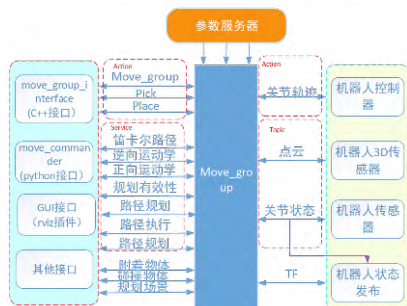 参数服务器
Action
Move_group
Pick
Place
Service
笛卡尔路径
逆向运动学
正向运动学
规划有效性
路径规划
路径执行
路径规划
附着物体
碰撞物体
规划场景
move_group_i
nterface
(C++接口)
move_comman
der
(python接口)
GUI接口
(rviz插件)
其他接口
Move_gro
up
Action
关节轨迹
Topic
点云
关节状态
TF
机器人控制
器
机器人3D传
感器
机器人传感
器
机器人状态
发布